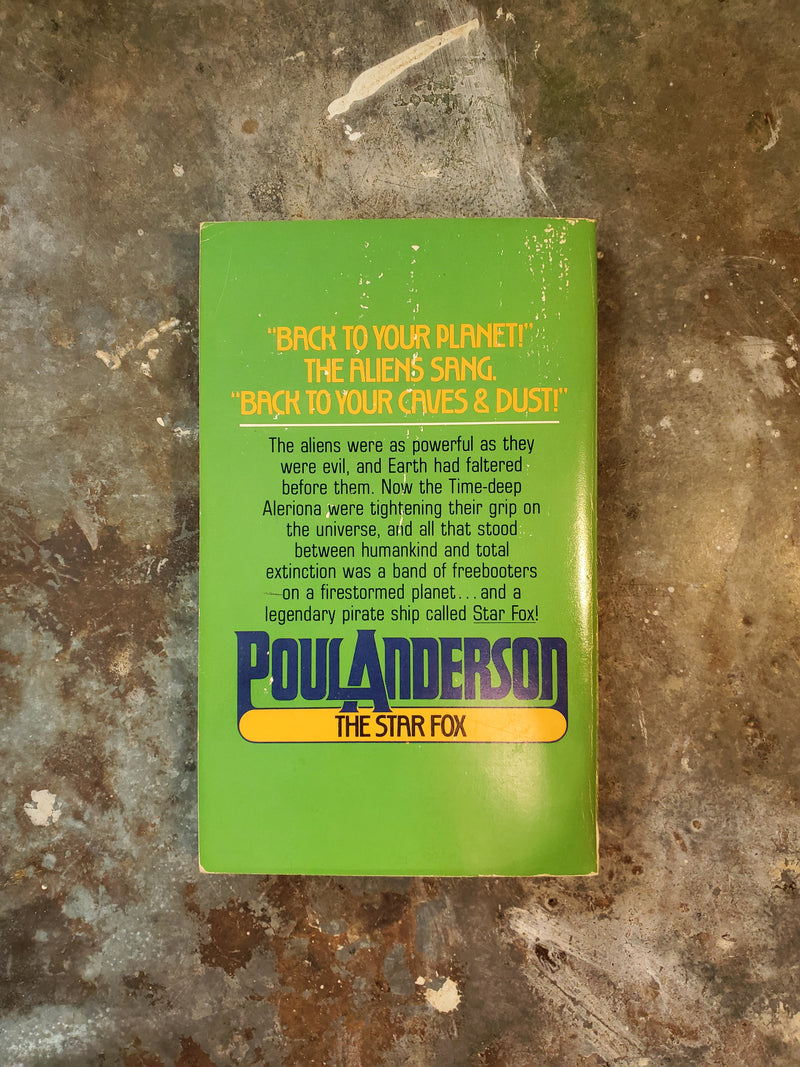 "BACK TO YOUR PLANET!"
THE ALIENS SANG.
"BACK TO YOUR CAVES & DUST!"
The aliens were as powerful as they
were evil, and Earth had faltered
before them. Now the Time-deep
Aleriona were tightening their grip on
the universe, and all that stood
between humankind and total
extinction was a band of freebooters
on a firestormed planet...and a
legendary pirate ship called Star Fox!
POUL ANDERSON
THE STAR FOX